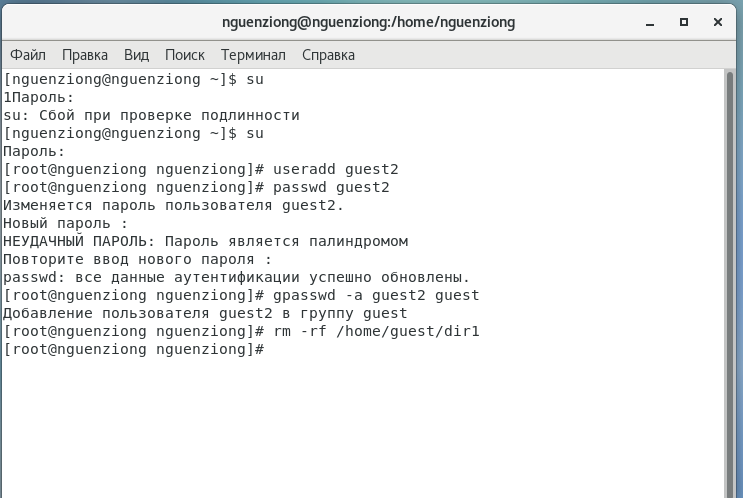 nguenziong@nguenziong:/home/nguenziong
Файл Правка Вид Поиск Терминал Справка
[nguenziong@nguenziong ~]$ su
1Пароль:
su: Сбой при проверке подлинности
[nguenziong@nguenziong ~]$ su
Пароль:
[root@nguenziong nguenziong]# useradd guest2
[root@nguenziong nguenziong]# passwd guest2
Изменяется пароль пользователя guest2.
Новый пароль :
НЕУДАЧНЫЙ ПАРОЛЬ: Пароль является палиндромом
Повторите ввод нового пароля :
passwd: все данные аутентификации успешно обновлены.
[root@nguenziong nguenziong]# gpasswd -a guest2 guest
Добавление пользователя guest2 в группу guest
[root@nguenziong nguenziong]# rm -rf /home/guest/dir1
[root@nguenziong nguenziong]#